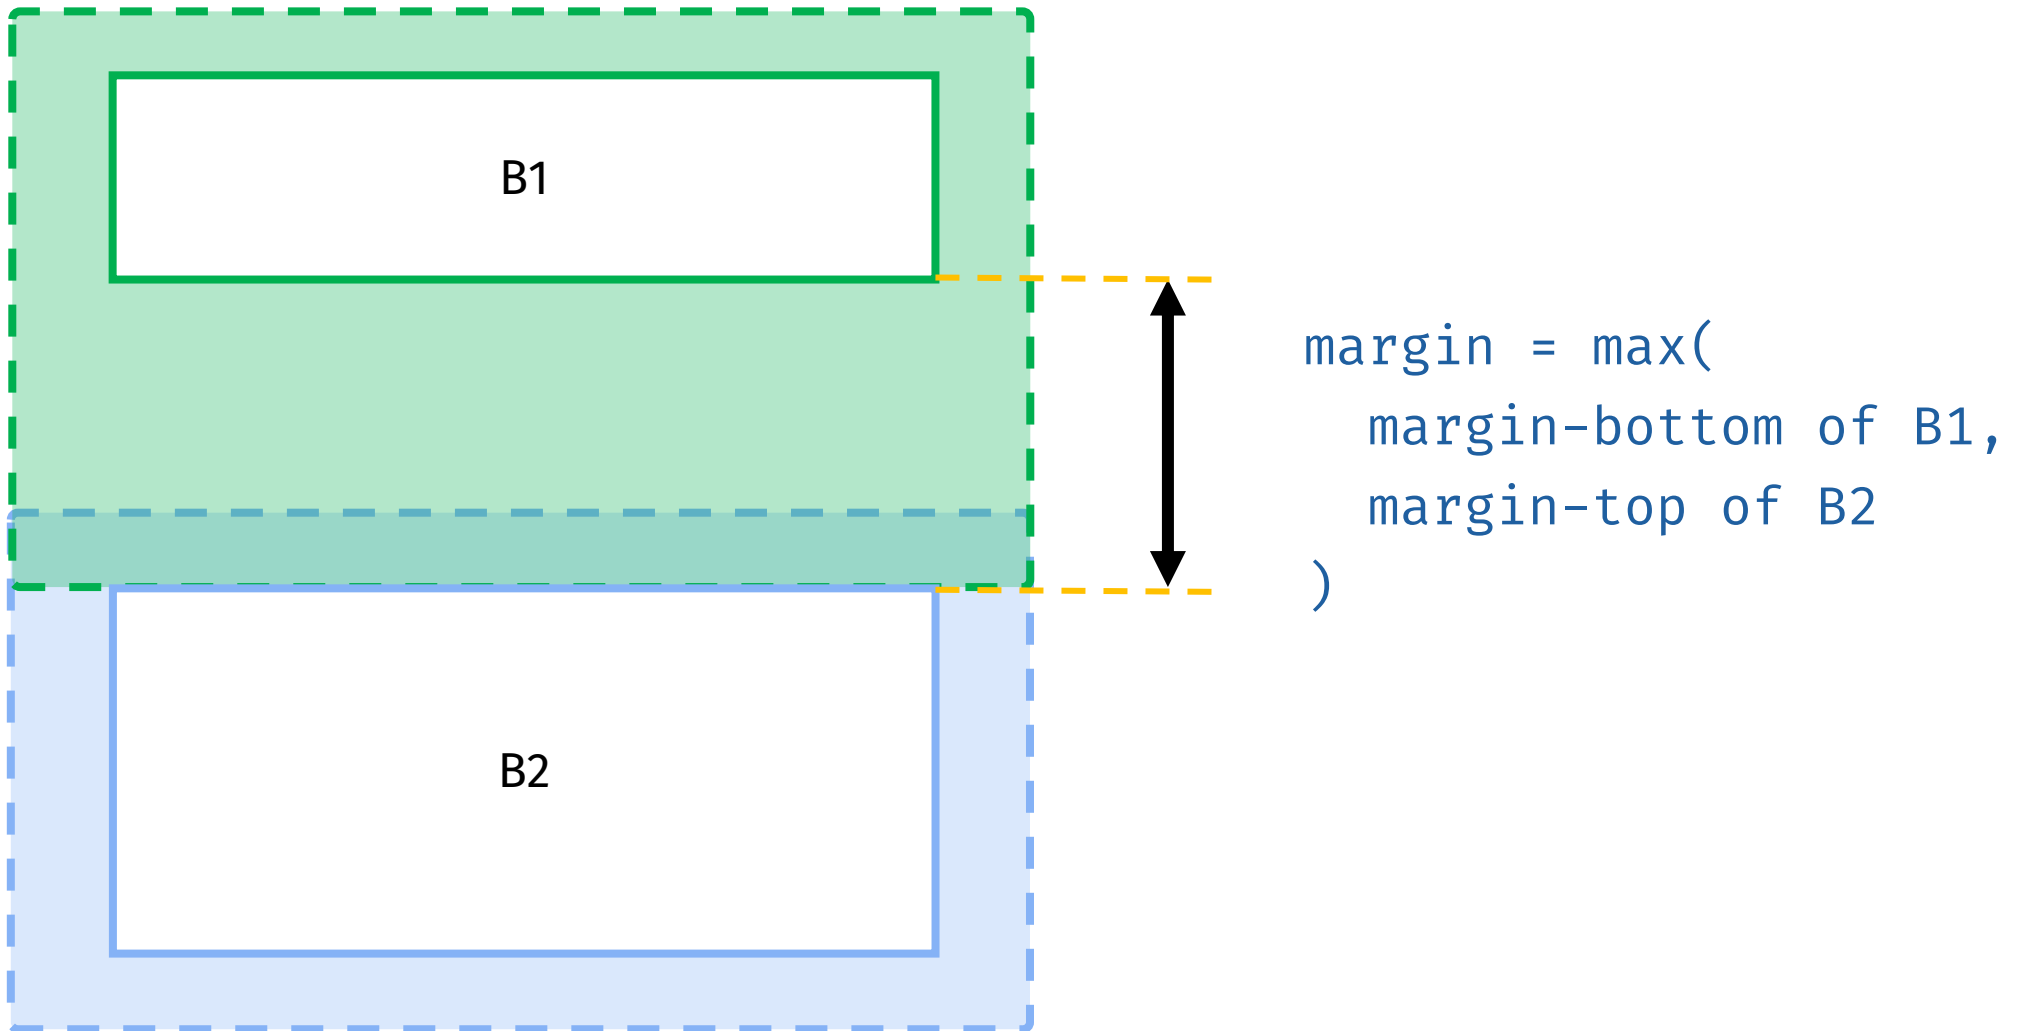 B1
margin = max(
margin-bottom of B1,
margin-top of B2
)
B2